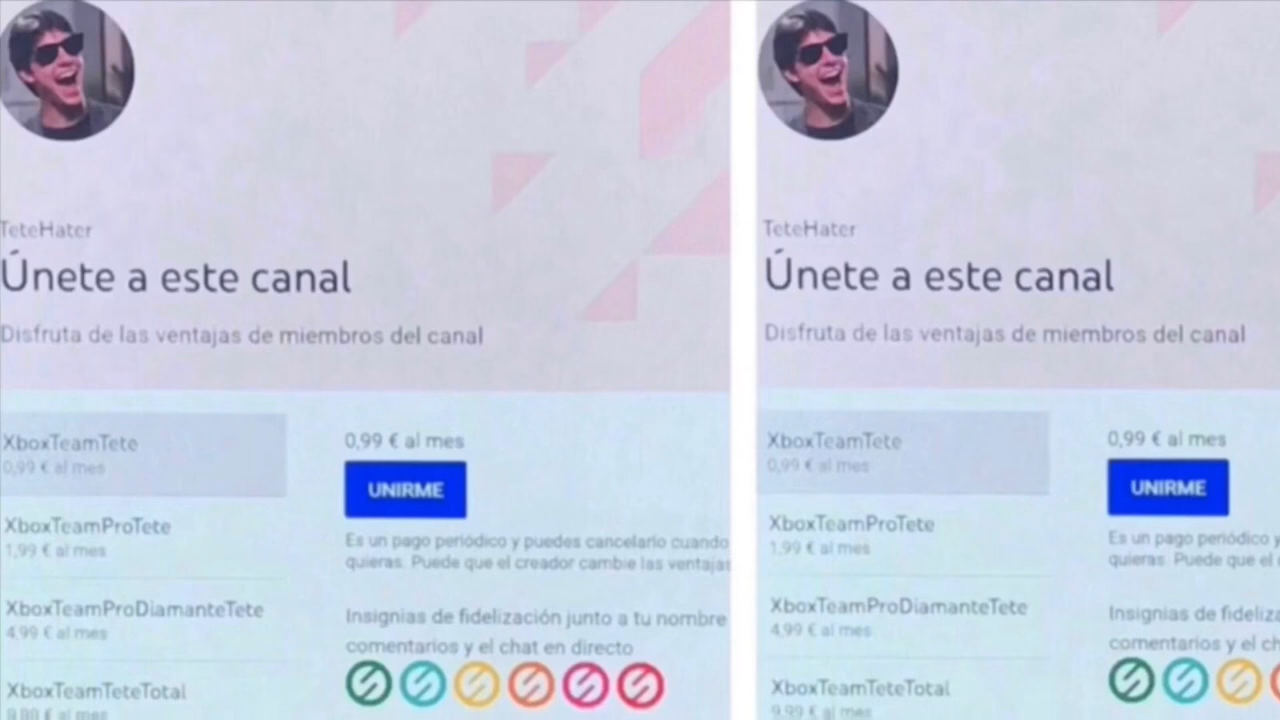 TeteHater
Únete a este canal
Disfruta de las ventajas de miembros del canal
XboxTeamTete
0,99 € al mes
XboxTeamProTete
1,99 € al mes
XboxTeamProDiamanteTete
4,99 € al mes
XboxTeamTeteTotal
0,99 € al mes
UNIRME
Es un pago periódico y puedes cancelarlo cuando
quieras. Puede que el creador cambie las ventajas
Insignias de fidelización junto a tu nombre
comentarios y el chat en directo
TeteHater
Únete a este canal
Disfruta de las ventajas de miembros del canal
XboxTeamTete
0,99 € al mes
XboxTeamProTete
1,99 € al mes
XboxTeamProDiamanteTete
4,99 € al mes
XboxTeamTeteTotal
9,99 € al mes
0,99 € al mes
UNIRME
Es un pago periódico y
quieras. Puede que el
Insignias de
comentarios y el